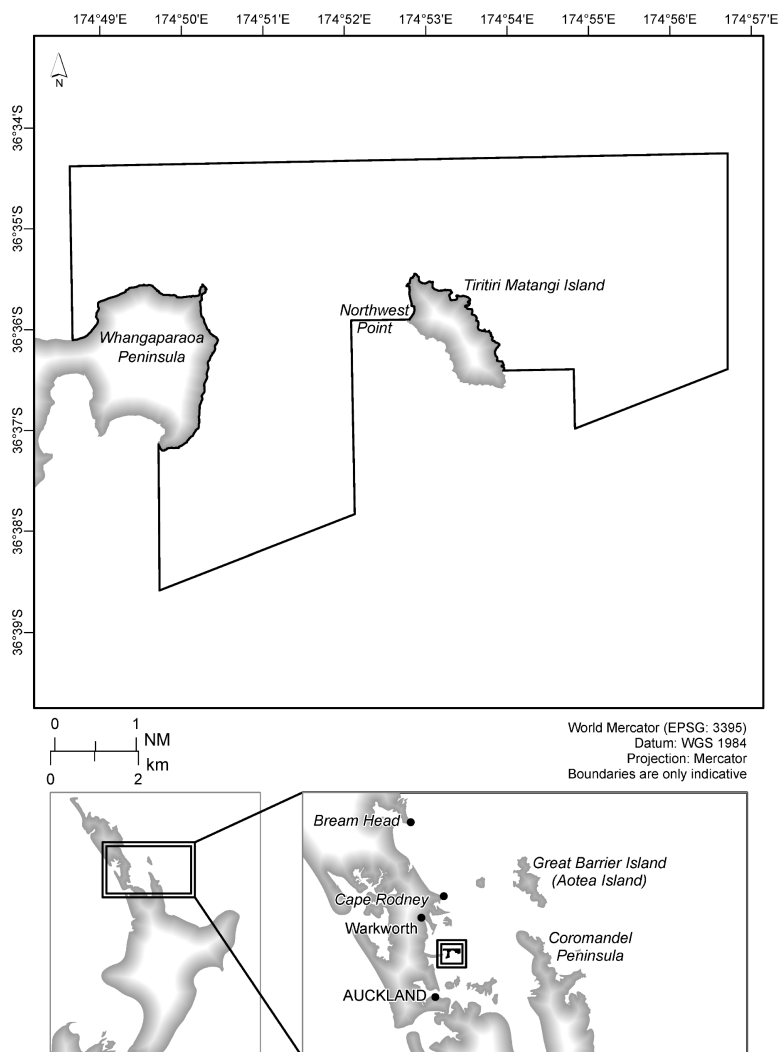 174°49'E 174°50'E 174°51'E 174°52'E 174°53'E 174°54'E 174°55'E 174°56'E 174°57'E
N
36°34'S
36°35'S
36°36'S
36°37'S
36°38'S
36°39'S
Tiritiri Matangi Island
Northwest
Point
Whangaparaoa
Peninsula
0 1
NM
km
0 2
World Mercator (EPSG: 3395)
Datum: WGS 1984
Projection: Mercator
Boundaries are only indicative
Bream Head
Great Barrier Island
(Aotea Island)
Cape Rodney
Warkworth
Coromandel
Peninsula
AUCKLAND